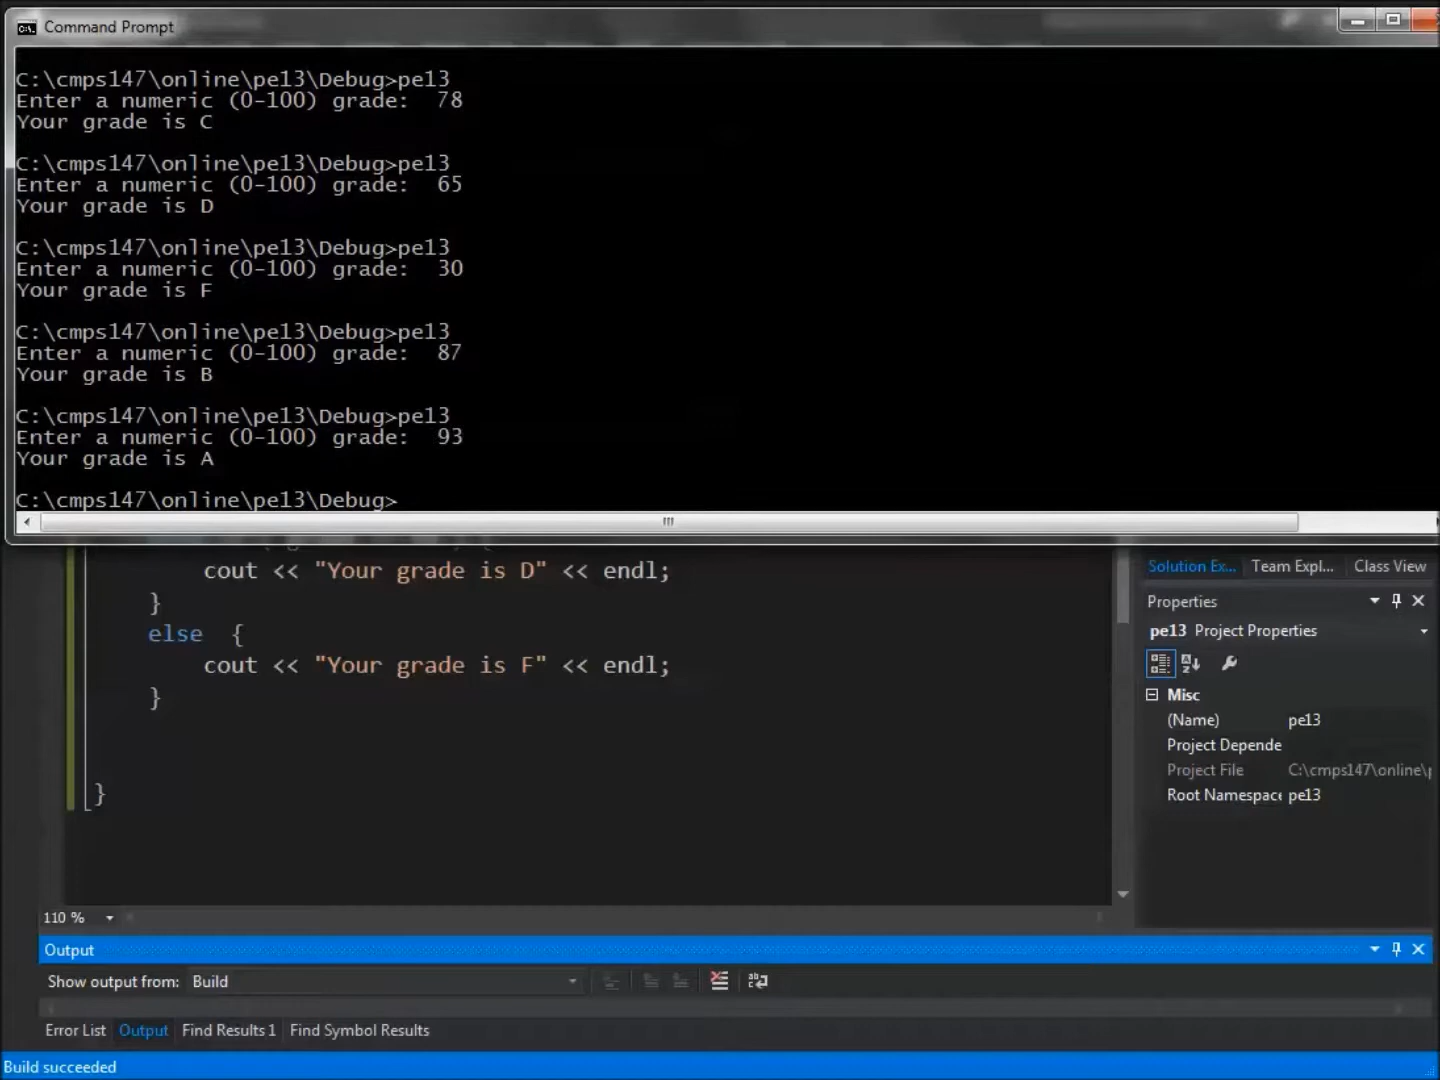 Command Prompt
C:\cmps147\online\pe13\Debug>pe13
Enter a numeric (0-100) grade:  78
Your grade is C
C:\cmps147\online\pe13\Debug>pe13
Enter a numeric (0-100) grade:  65
Your grade is D
C:\cmps147\online\pe13\Debug>pe13
Enter a numeric (0-100) grade:  30
Your grade is F
C:\cmps147\online\pe13\Debug>pe13
Enter a numeric (0-100) grade:  87
Your grade is B
C:\cmps147\online\pe13\Debug>pe13
Enter a numeric (0-100) grade:  93
Your grade is A
C:\cmps147\online\pe13\Debug>
cout << "Your grade is D" << endl;
}
else {
cout << "Your grade is F" << endl;
}
}
110 %
Solution Ex... Team Expl... Class View
Properties
pe13 Project Properties
Misc
(Name) pe13
Project Depende
Project File C:\cmps147\online\p
Root Namespace pe13
Output
Show output from: Build
Error List Output Find Results 1 Find Symbol Results
Build succeeded